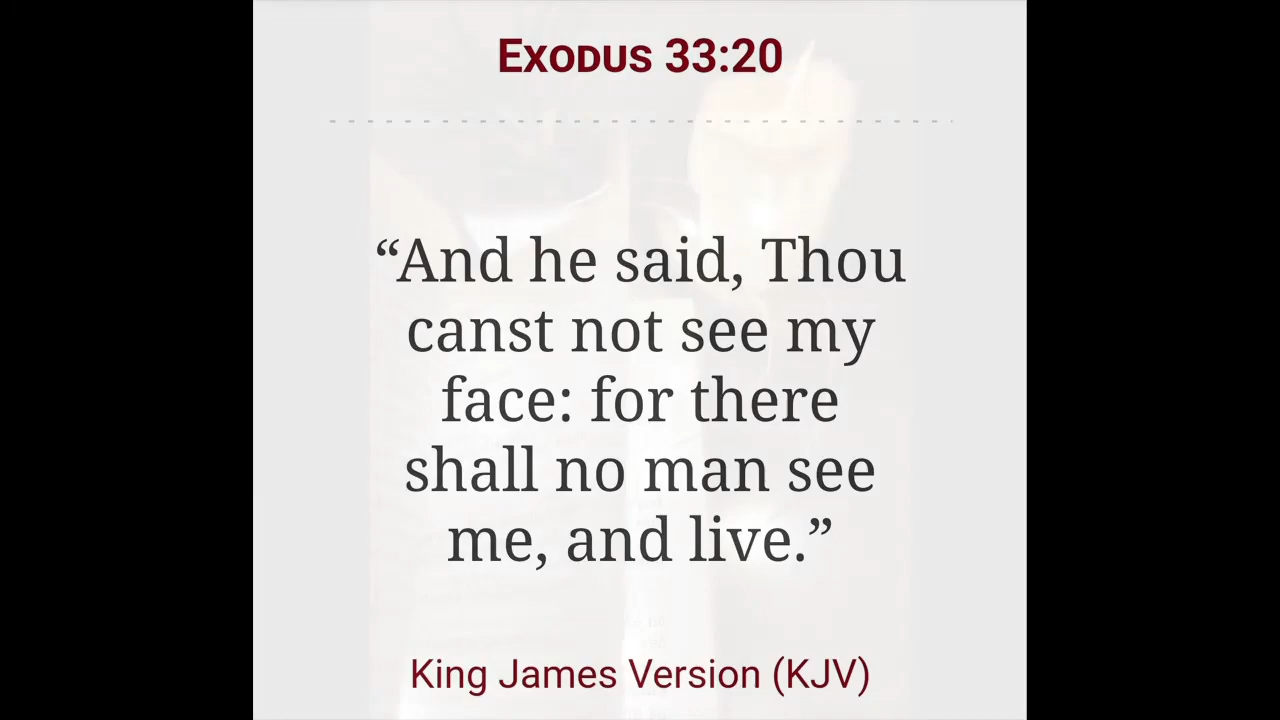 Exodus 33:20
“And he said, Thou
canst not see my
face: for there
shall no man see
me, and live.”
King James Version (KJV)